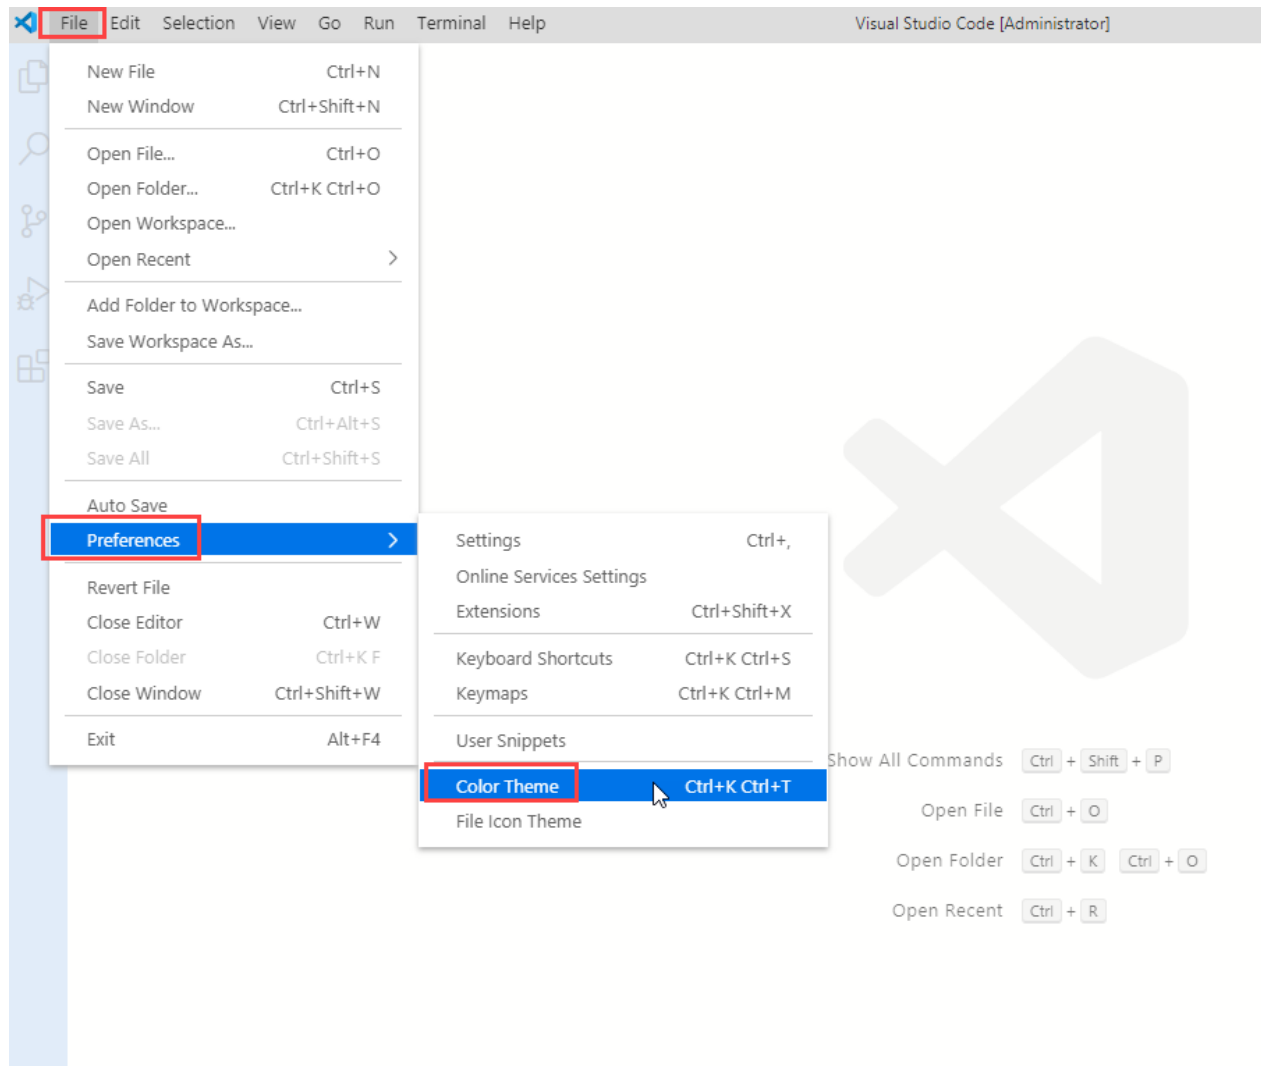 File Edit Selection View Go Run Terminal Help Visual Studio Code [Administrator]
New File Ctrl+N
New Window Ctrl+Shift+N
Open File... Ctrl+O
Open Folder... Ctrl+K Ctrl+O
Open Workspace...
Open Recent
Add Folder to Workspace...
Save Workspace As...
Save Ctrl+S
Save As... Ctrl+Alt+S
Save All Ctrl+Shift+S
Auto Save
Preferences
Revert File
Close Editor Ctrl+W
Close Folder Ctrl+K F
Close Window Ctrl+Shift+W
Exit Alt+F4
Settings Ctrl+,
Online Services Settings
Extensions Ctrl+Shift+X
Keyboard Shortcuts Ctrl+K Ctrl+S
Keymaps Ctrl+K Ctrl+M
User Snippets
Color Theme Ctrl+K Ctrl+T
File Icon Theme
Show All Commands Ctrl + Shift + P
Open File Ctrl + O
Open Folder Ctrl + K Ctrl + O
Open Recent Ctrl + R